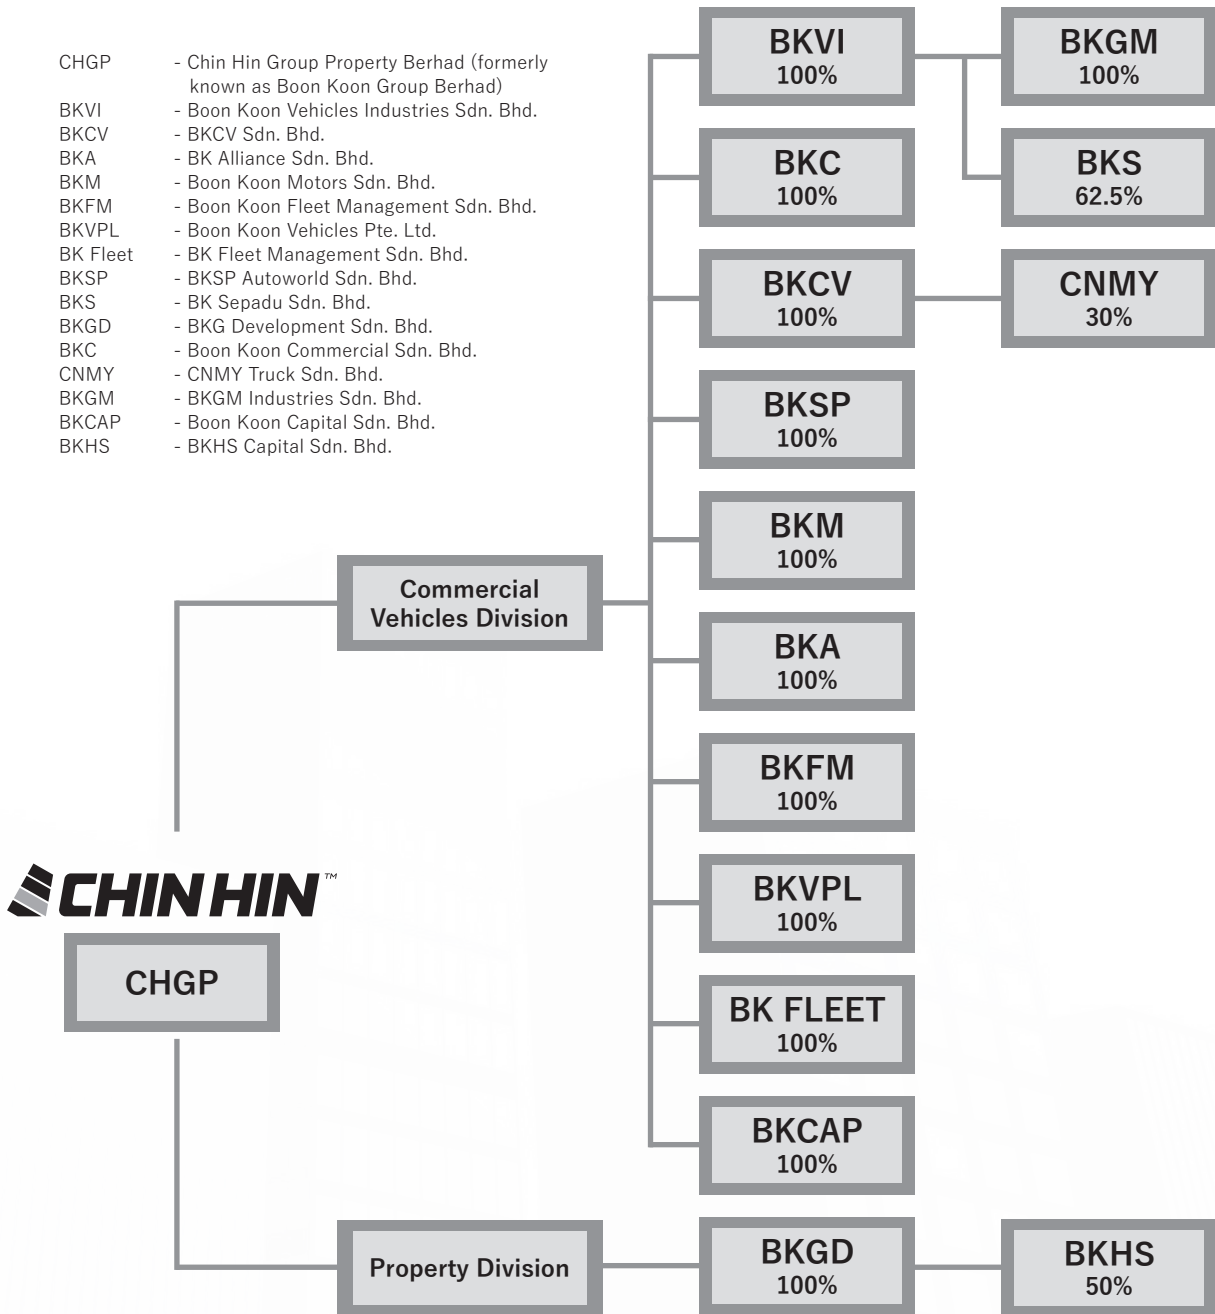 CHGP - Chin Hin Group Property Berhad (formerly
known as Boon Koon Group Berhad)
BKVI - Boon Koon Vehicles Industries Sdn. Bhd.
BKCV - BKCV Sdn. Bhd.
BKA - BK Alliance Sdn. Bhd.
BKM - Boon Koon Motors Sdn. Bhd.
BKFM - Boon Koon Fleet Management Sdn. Bhd.
BKVPL - Boon Koon Vehicles Pte. Ltd.
BK Fleet - BK Fleet Management Sdn. Bhd.
BKSP - BKSP Autoworld Sdn. Bhd.
BKS - BK Sepadu Sdn. Bhd.
BKGD - BKG Development Sdn. Bhd.
BKC - Boon Koon Commercial Sdn. Bhd.
CNMY - CNMY Truck Sdn. Bhd.
BKGM - BKGM Industries Sdn. Bhd.
BKCAP - Boon Koon Capital Sdn. Bhd.
BKHS - BKHS Capital Sdn. Bhd.
CHIN HIN™
CHGP
Commercial
Vehicles Division
BKVI
100%
BKGM
100%
BKS
62.5%
BKC
100%
BKCV
100%
CNMY
30%
BKSP
100%
BKM
100%
BKA
100%
BKFM
100%
BKVPL
100%
BK FLEET
100%
BKCAP
100%
Property Division
BKGD
100%
BKHS
50%